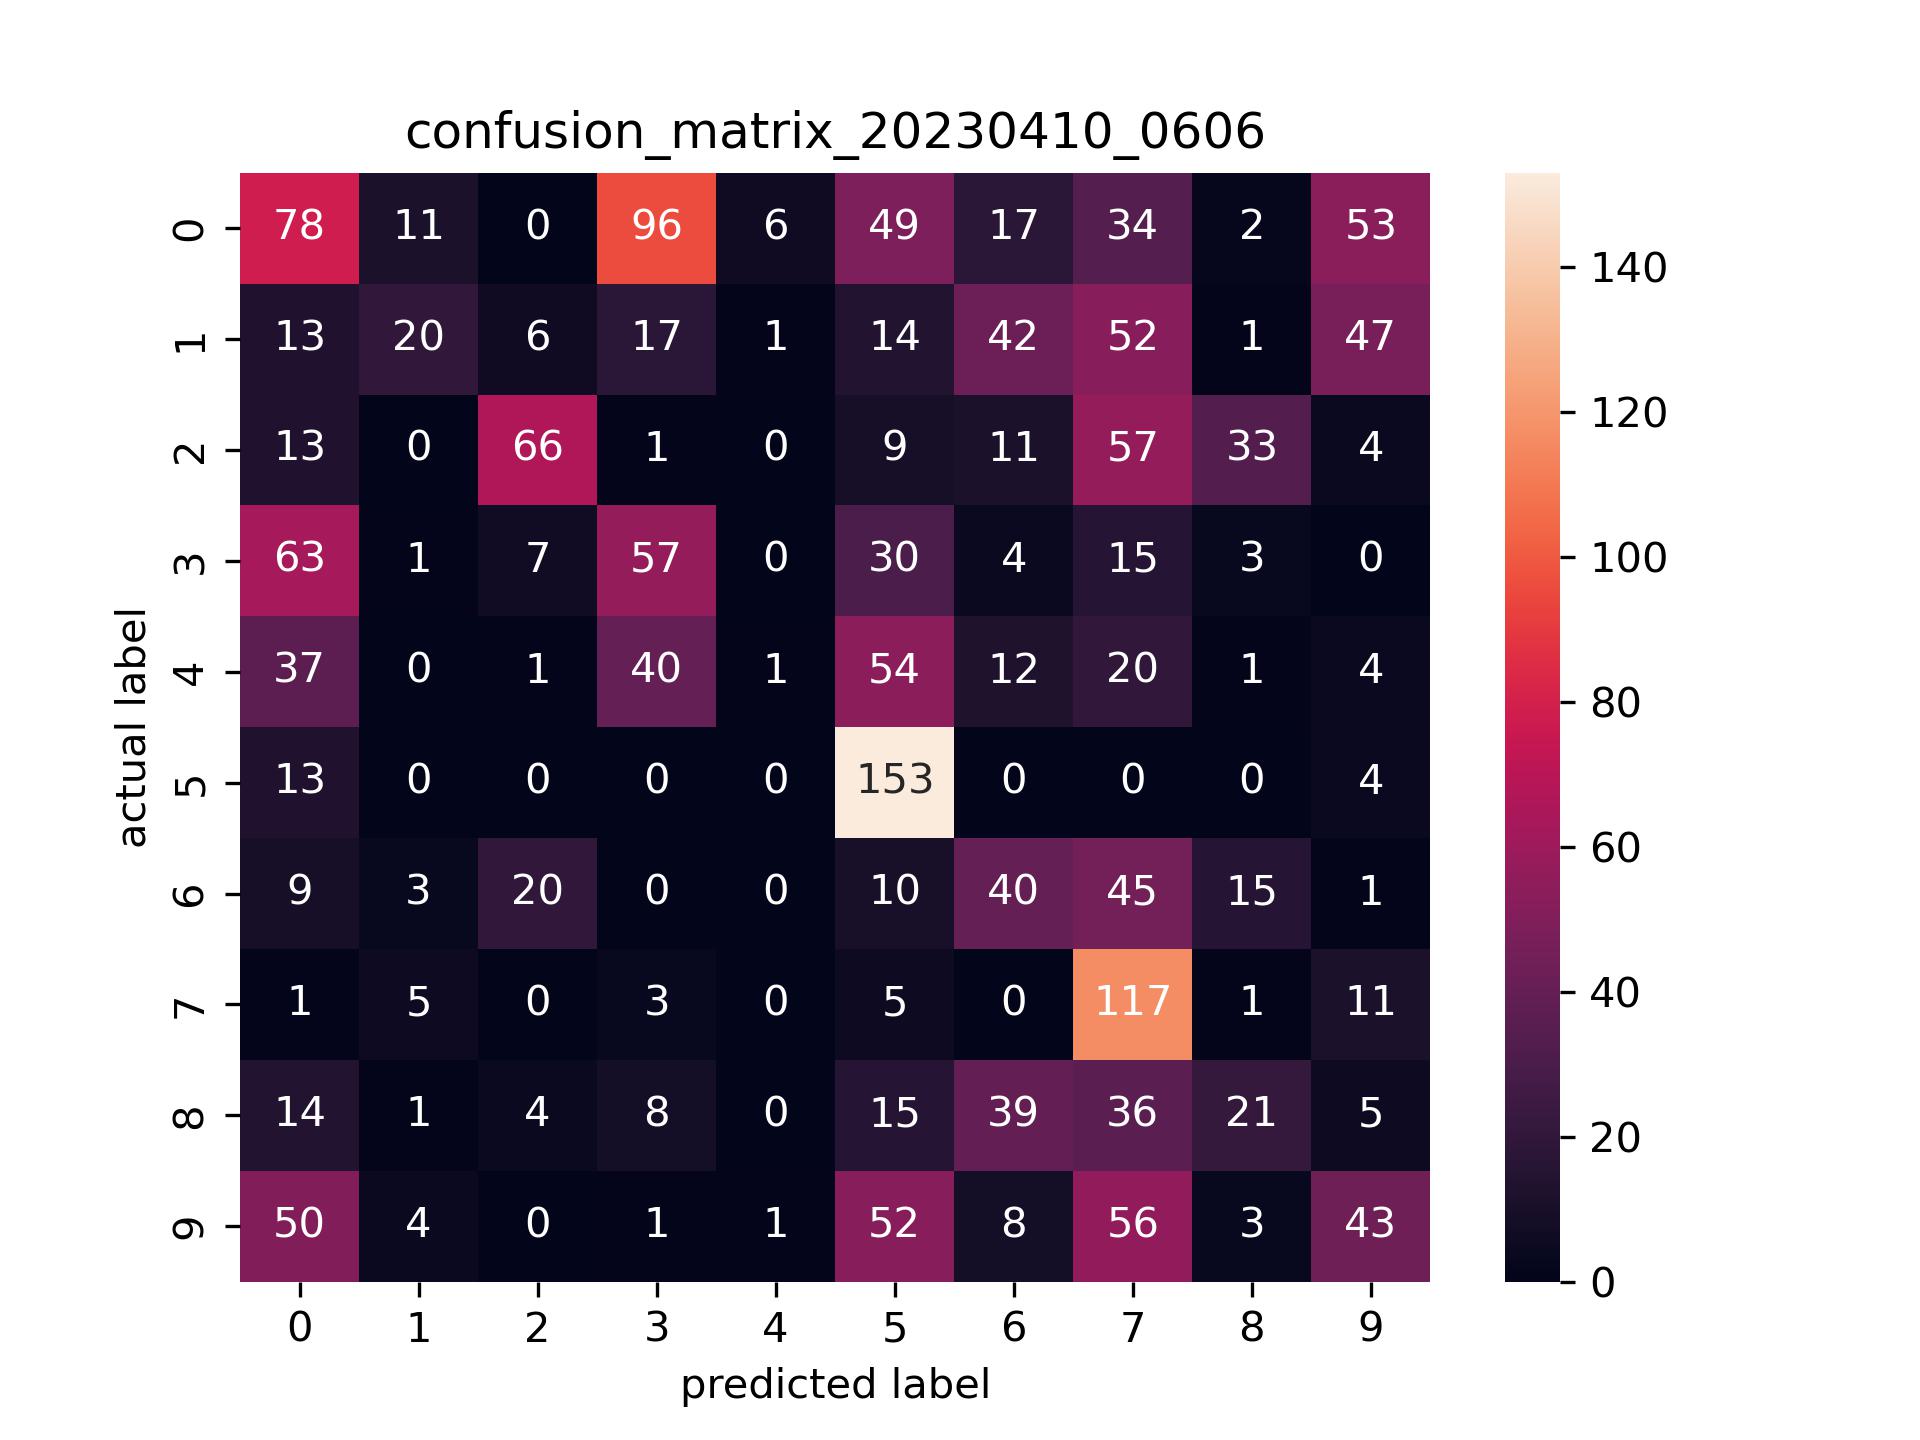 confusion_matrix_20230410_0606
0 78 11 0 96 6 49 17 34 2 53
1 13 20 6 17 1 14 42 52 1 47
2 13 0 66 1 0 9 11 57 33 4
3 63 1 7 57 0 30 4 15 3 0
4 37 0 1 40 1 54 12 20 1 4
5 13 0 0 0 0 153 0 0 0 4
6 9 3 20 0 0 10 40 45 15 1
7 1 5 0 3 0 5 0 117 1 11
8 14 1 4 8 0 15 39 36 21 5
9 50 4 0 1 1 52 8 56 3 43
0 1 2 3 4 5 6 7 8 9
predicted label
actual label
140
120
100
80
60
40
20
0